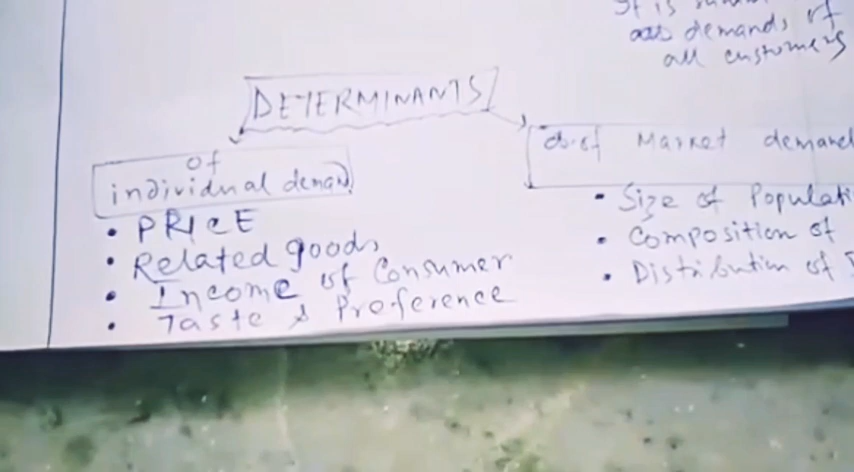 It is
demands of
all customers
DETERMINANTS
of
individual demand
• PRICE
• Related goods
• Income of Consumer
• Taste & Preference
of Market demand
• Size of Populati
• Composition of
• Distribution of